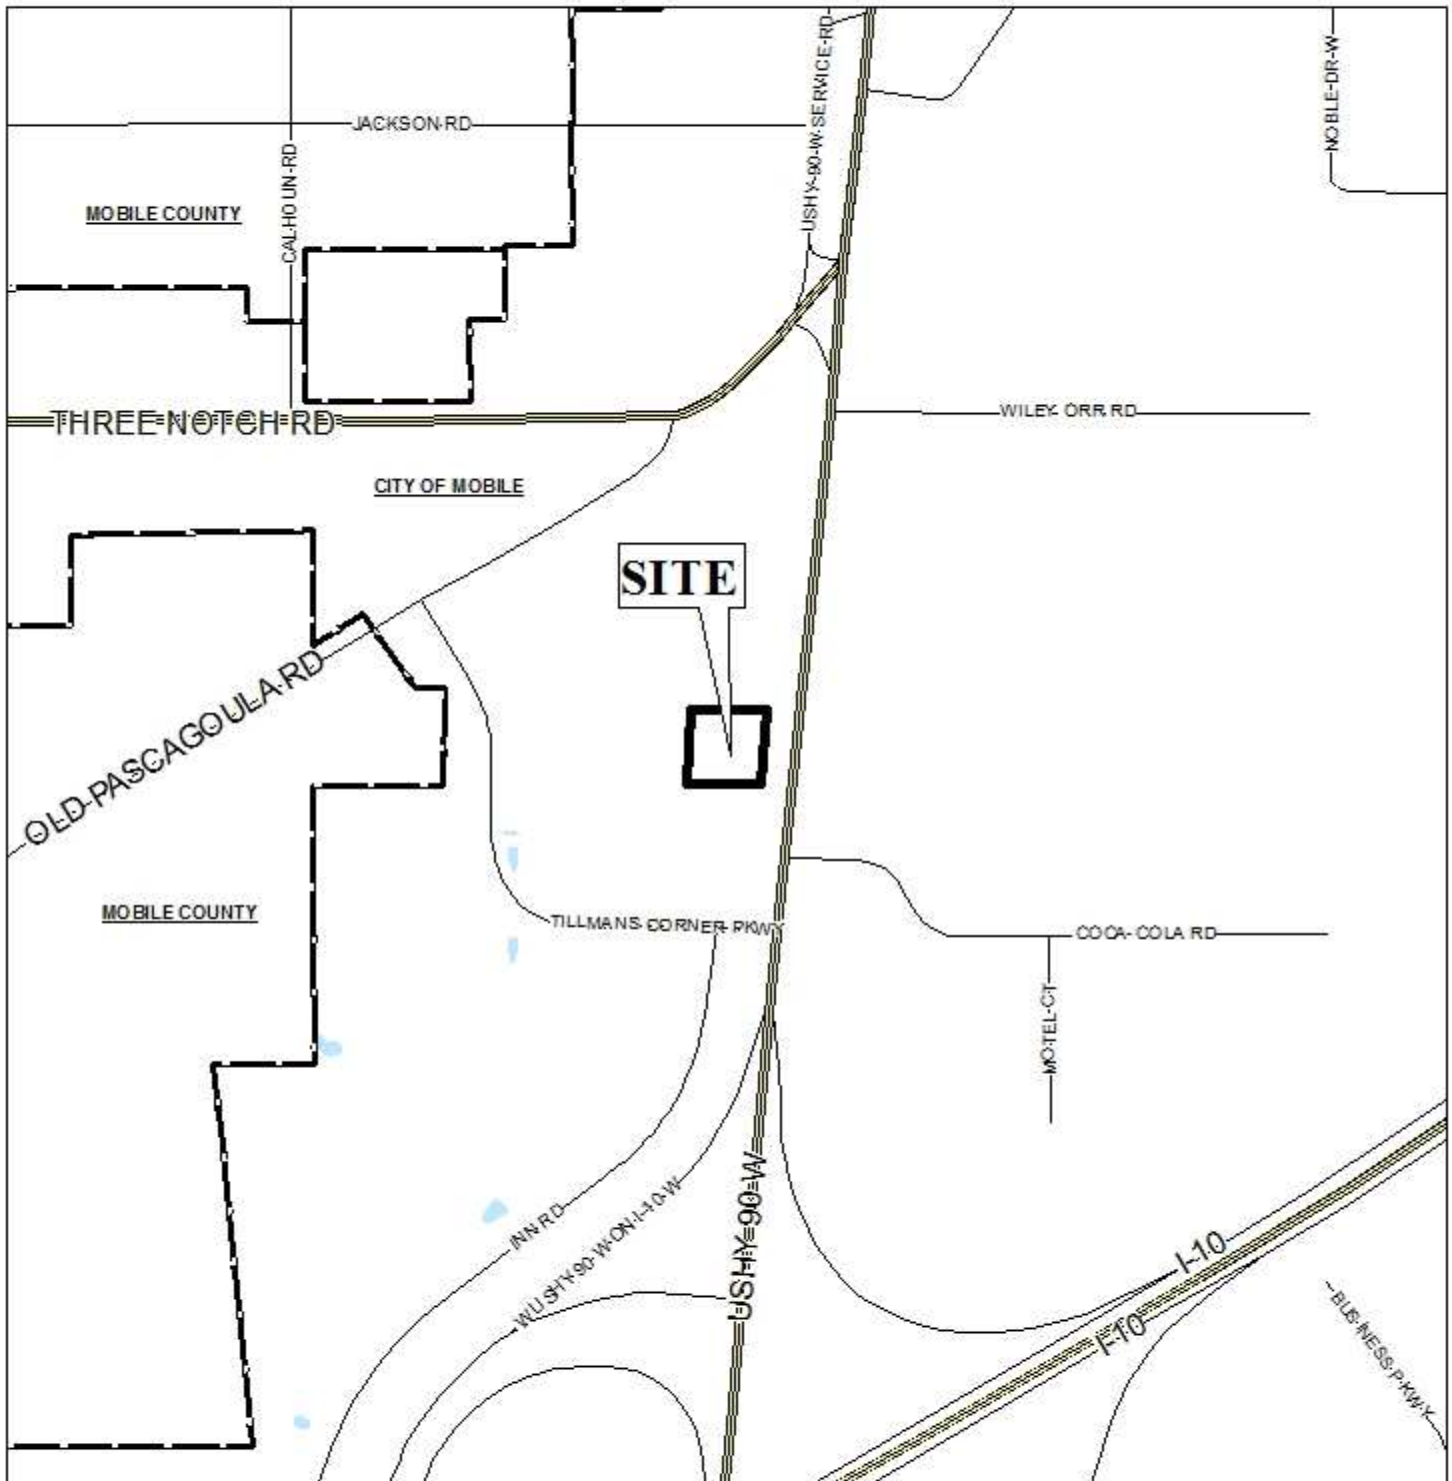 USHY-90-W-SERVICE-RD
NOBLE-DR-W
JACKSON-RD
CALHOUN-RD
MOBILE COUNTY
THREE-NOTCH-RD
WILEY-ORR-RD
CITY OF MOBILE
SITE
OLD-PASCAGOULA-RD
MOBILE COUNTY
TILLMANS-CORNER-PKWY
COCA-COLA RD
MOTEL-CT
INN-RD
WUSHY-90-W-ON-I-10-W
USHY-90-W
I-10
I-10
BUSINESS-PKWY